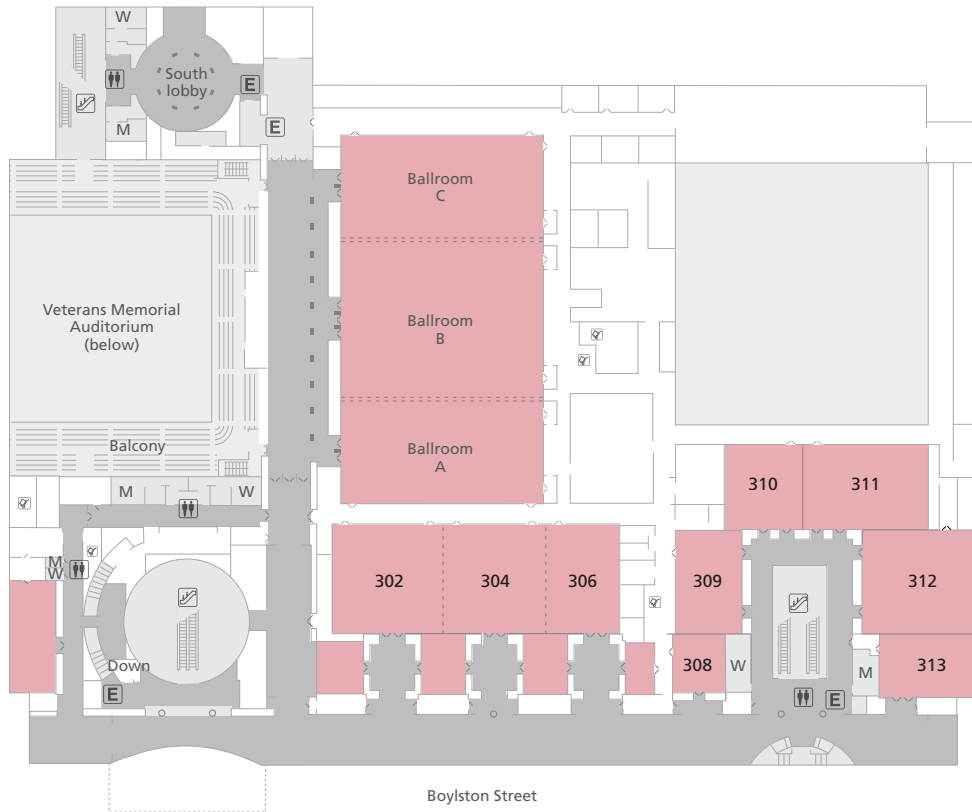 W
South
lobby
E
E
M
Ballroom
C
Veterans Memorial
Auditorium
(below)
Ballroom
B
Balcony
Ballroom
A
M
W
310
311
M
W
302
304
306
309
312
Down
308
W
313
M
E
E
Boylston Street